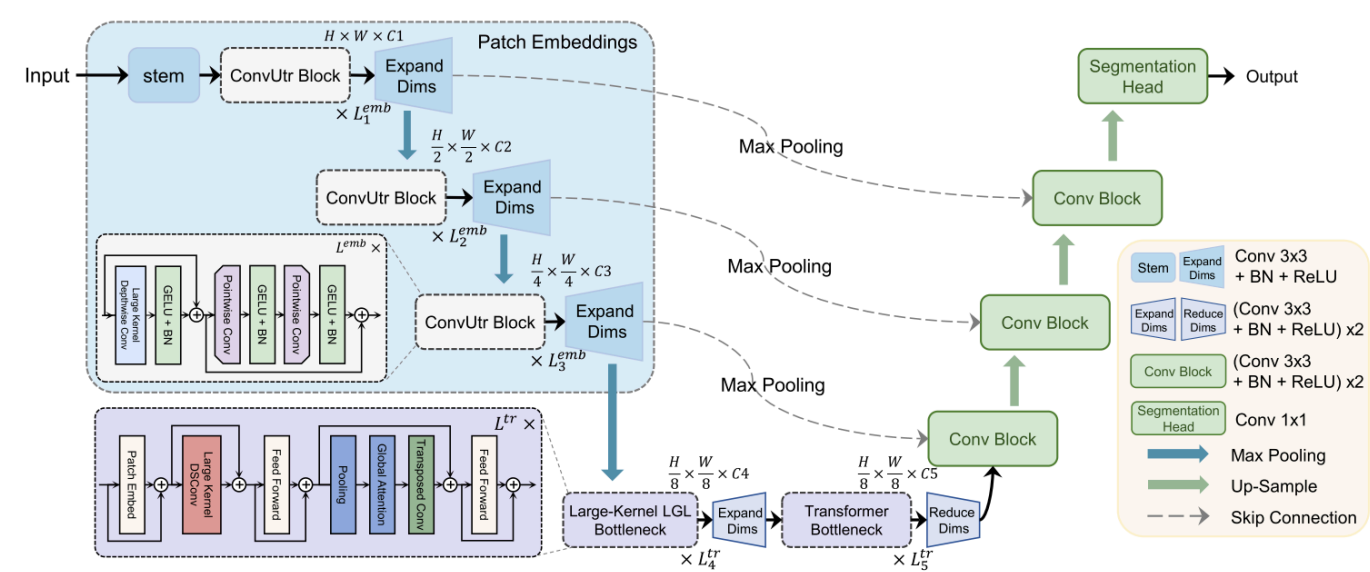 Patch Embeddings
Input
stem
ConvUtr Block
H × W × C1
Expand
Dims
× L_1^{emb}
H/2 × W/2 × C2
ConvUtr Block
Expand
Dims
× L_2^{emb}
H/4 × W/4 × C3
ConvUtr Block
Expand
Dims
× L_3^{emb}
L^{emb} ×
Large Kernel
Depthwise Conv
GELU + BN
Pointwise Conv
GELU + BN
Pointwise Conv
GELU + BN
Max Pooling
Max Pooling
Max Pooling
Segmentation
Head
Output
Conv Block
Conv Block
Conv Block
L^{tr} ×
Patch Embed
Large Kernel
DSConv
Feed Forward
Pooling
Global Attention
Transposed Conv
Feed Forward
Large-Kernel LGL
Bottleneck
H/8 × W/8 × C4
× L_4^{tr}
Expand
Dims
Transformer
Bottleneck
H/8 × W/8 × C5
× L_5^{tr}
Reduce
Dims
Stem
Expand
Dims
Conv 3x3
+ BN + ReLU
Expand
Dims
Reduce
Dims
(Conv 3x3
+ BN + ReLU) x2
Conv Block
(Conv 3x3
+ BN + ReLU) x2
Segmentation
Head
Conv 1x1
Max Pooling
Up-Sample
Skip Connection